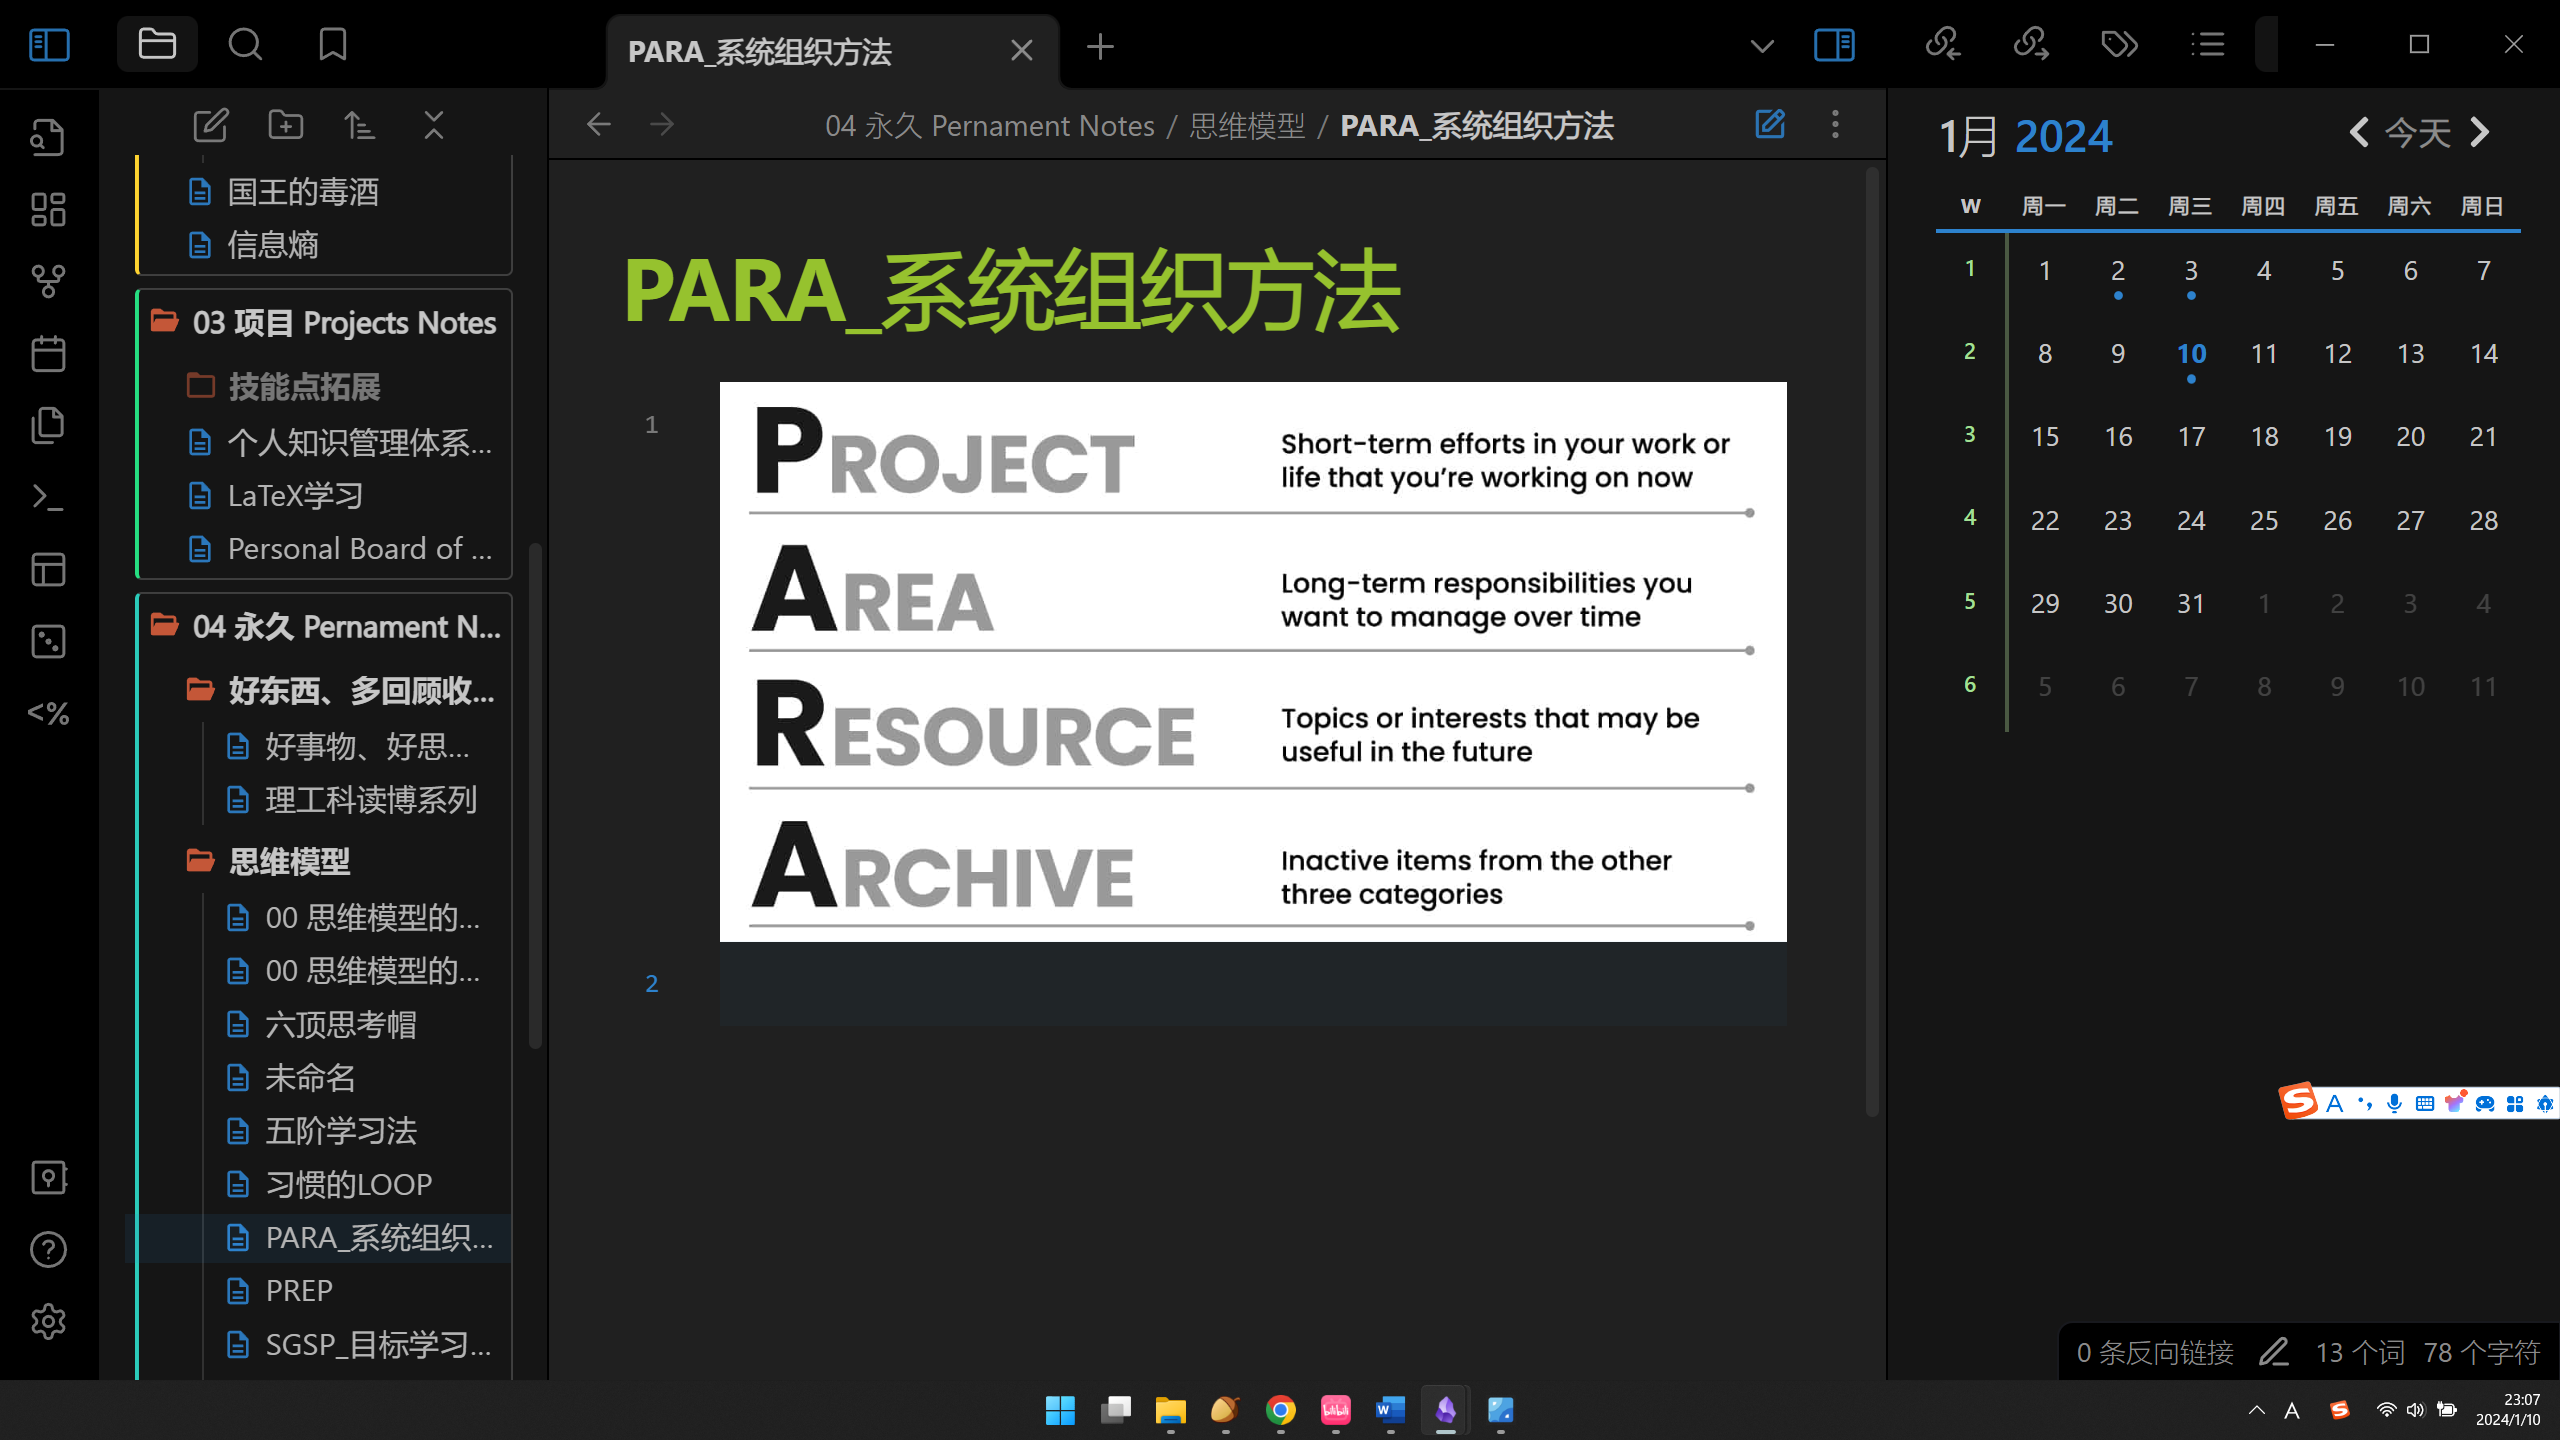 PARA_系统组织方法
国王的毒酒
信息熵
03 项目 Projects Notes
技能点拓展
个人知识管理体系...
LaTeX学习
Personal Board of ...
04 永久 Pernament N...
好东西、多回顾收...
好事物、好思...
理工科读博系列
思维模型
00 思维模型的...
00 思维模型的...
六顶思考帽
未命名
五阶学习法
习惯的LOOP
PARA_系统组织...
PREP
SGSP_目标学习...
<%
04 永久 Pernament Notes / 思维模型 / PARA_系统组织方法
PARA_系统组织方法
1
PROJECT
Short-term efforts in your work or
life that you’re working on now
AREA
Long-term responsibilities you
want to manage over time
RESOURCE
Topics or interests that may be
useful in the future
ARCHIVE
Inactive items from the other
three categories
2
1月 2024
今天
W 周一 周二 周三 周四 周五 周六 周日
1 1 2 3 4 5 6 7
2 8 9 10 11 12 13 14
3 15 16 17 18 19 20 21
4 22 23 24 25 26 27 28
5 29 30 31 1 2 3 4
6 5 6 7 8 9 10 11
S A
0 条反向链接 13 个词 78 个字符
bilibili
W
A S
23:07
2024/1/10